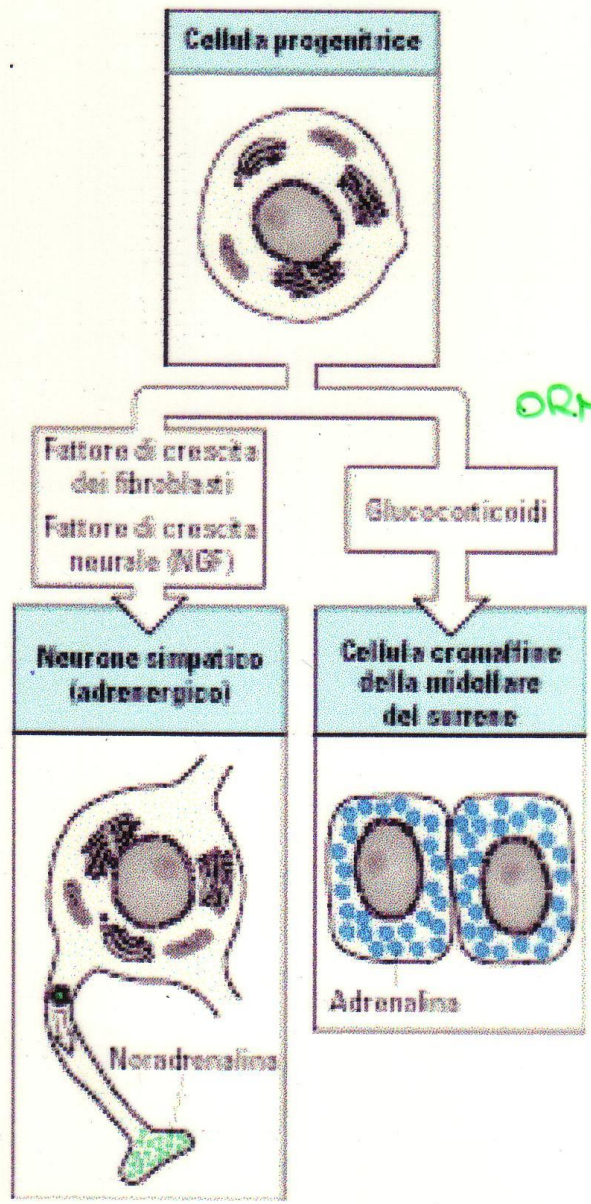 Cellula progenitrice
OR
Fattore di crescita
dei fibroblasti
Fattore di crescita
neurale (NGF)
Glucocorticoidi
Neurone simpatico
(adrenergico)
Cellula cromaffine
della midollare
del surrene
Adrenalina
Noradrenalina